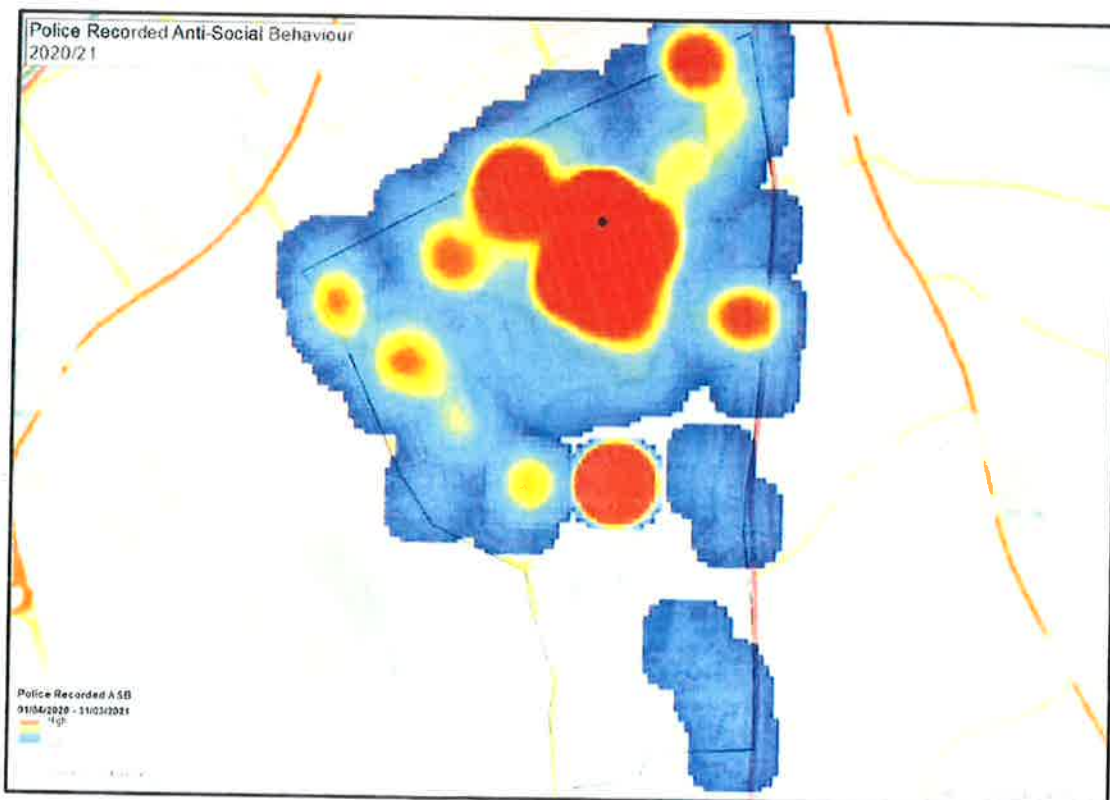 Police Recorded Anti-Social Behaviour
2020/21
Police Recorded ASB
01/04/2020 - 31/03/2021
High